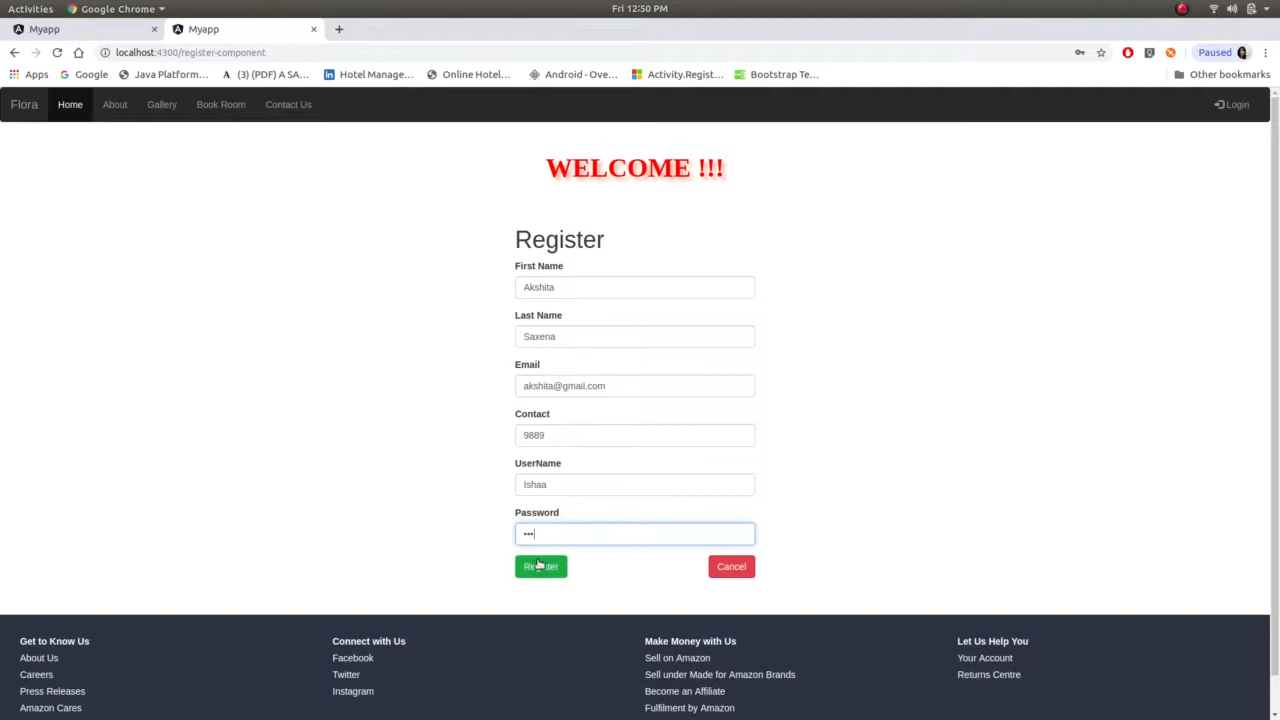 Activities Google Chrome Fri 12:50 PM
Myapp Myapp
localhost:4300/register-component Paused
Apps Google Java Platform… (3) (PDF) A SA… Hotel Manage… Online Hotel… Android - Ove… Activity.Regist… Bootstrap Te… Other bookmarks
Flora Home About Gallery Book Room Contact Us Login
WELCOME !!!
Register
First Name
Akshita
Last Name
Saxena
Email
akshita@gmail.com
Contact
9889
UserName
Ishaa
Password
•••
Register Cancel
Get to Know Us Connect with Us Make Money with Us Let Us Help You
About Us Facebook Sell on Amazon Your Account
Careers Twitter Sell under Made for Amazon Brands Returns Centre
Press Releases Instagram Become an Affiliate
Amazon Cares Fulfilment by Amazon